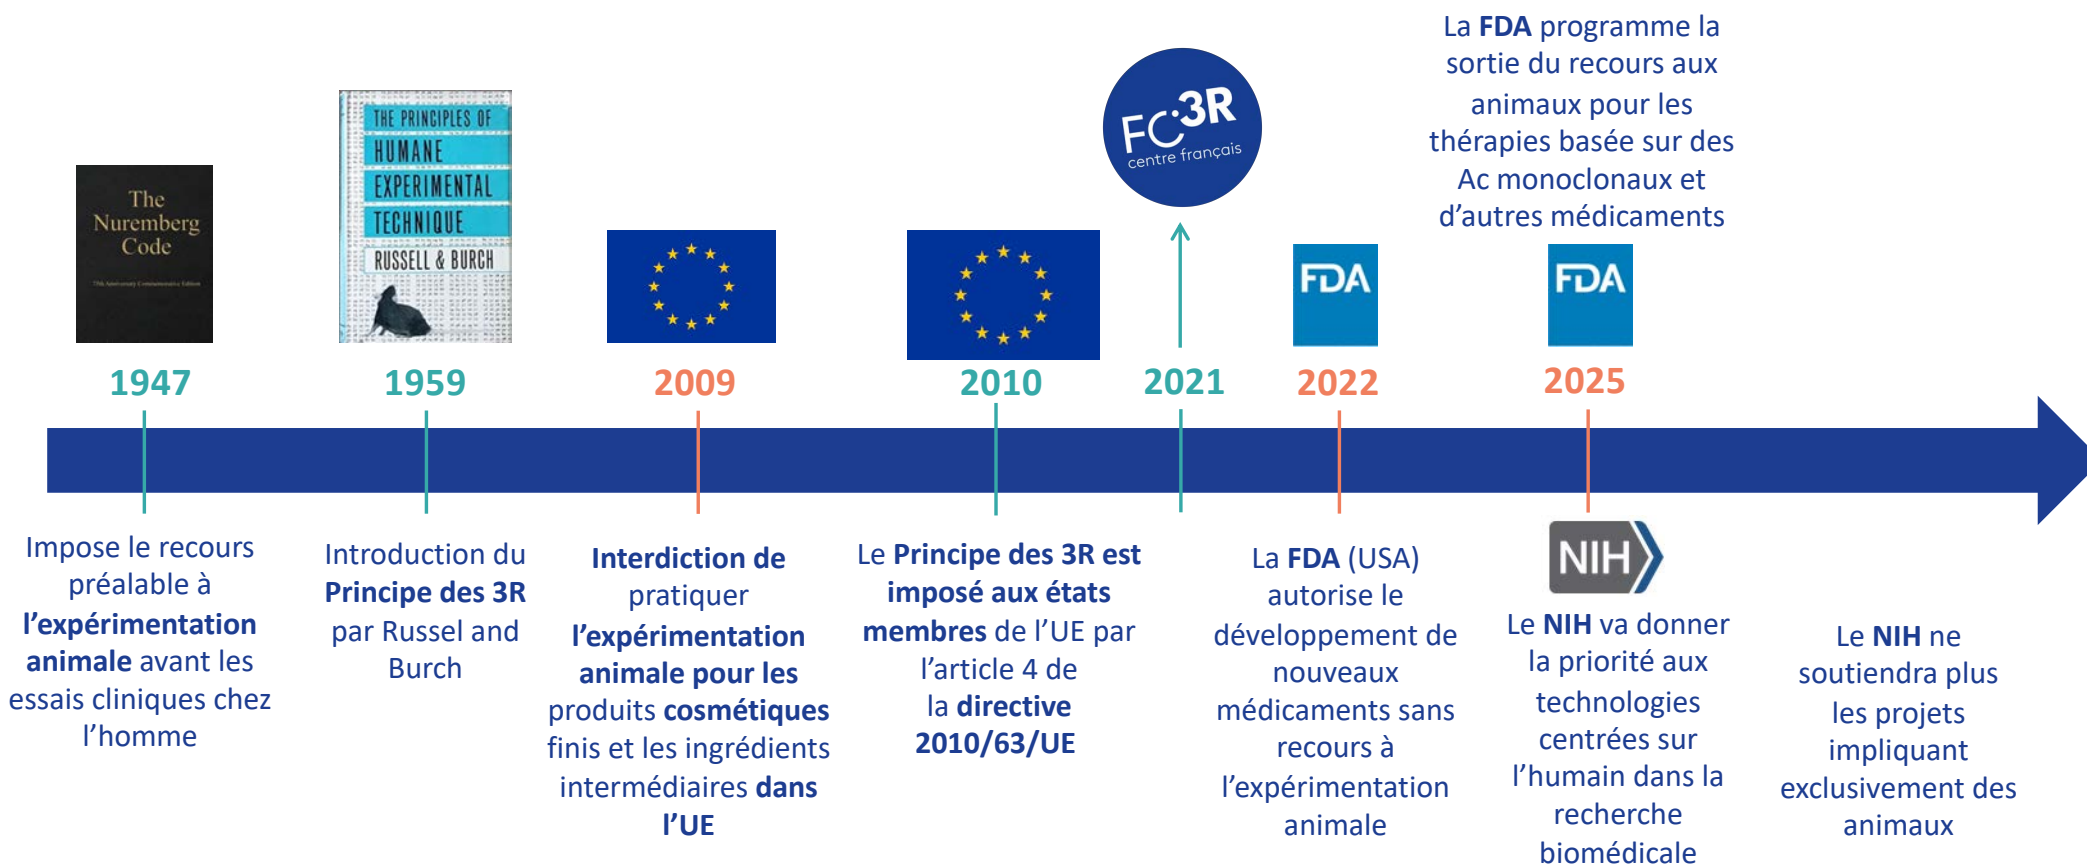 La FDA programme la
sortie du recours aux
animaux pour les
thérapies basée sur des
Ac monoclonaux et
d'autres médicaments
The
Nuremberg
Code
75th Anniversary Commemorative Edition
THE PRINCIPLES OF
HUMANE
EXPERIMENTAL
TECHNIQUE
RUSSELL & BURCH
FC:3R
centre français
FDA
FDA
1947
1959
2009
2010
2021
2022
2025
Impose le recours
préalable à
l'expérimentation
animale avant les
essais cliniques chez
l'homme
Introduction du
Principe des 3R
par Russel and
Burch
Interdiction de
pratiquer
l'expérimentation
animale pour les
produits cosmétiques
finis et les ingrédients
intermédiaires dans
l'UE
Le Principe des 3R est
imposé aux états
membres de l'UE par
l'article 4 de
la directive
2010/63/UE
La FDA (USA)
autorise le
développement de
nouveaux
médicaments sans
recours à
l'expérimentation
animale
NIH
Le NIH va donner
la priorité aux
technologies
centrées sur
l'humain dans la
recherche
biomédicale
Le NIH ne
soutiendra plus
les projets
impliquant
exclusivement des
animaux